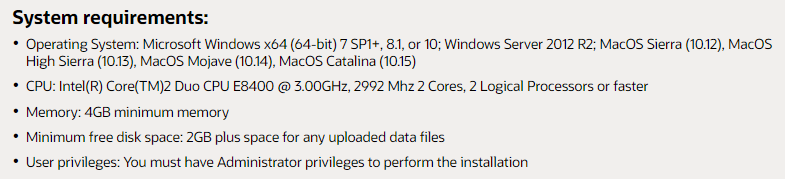 System requirements:
• Operating System: Microsoft Windows x64 (64-bit) 7 SP1+, 8.1, or 10; Windows Server 2012 R2; MacOS Sierra (10.12), MacOS
High Sierra (10.13), MacOS Mojave (10.14), MacOS Catalina (10.15)
• CPU: Intel(R) Core(TM)2 Duo CPU E8400 @ 3.00GHz, 2992 Mhz 2 Cores, 2 Logical Processors or faster
• Memory: 4GB minimum memory
• Minimum free disk space: 2GB plus space for any uploaded data files
• User privileges: You must have Administrator privileges to perform the installation